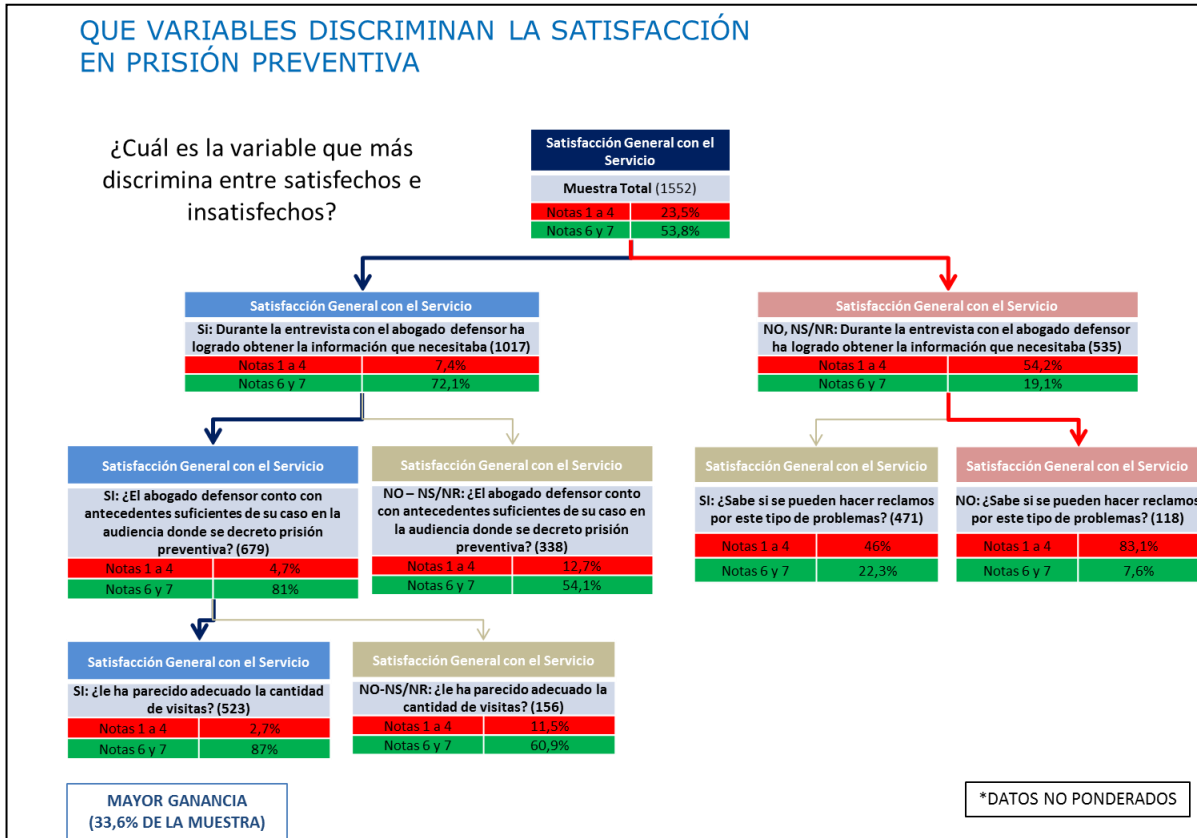 QUE VARIABLES DISCRIMINAN LA SATISFACCIÓN
EN PRISIÓN PREVENTIVA
¿Cuál es la variable que más
discrimina entre satisfechos e
insatisfechos?
Satisfacción General con el
Servicio
Muestra Total (1552)
Notas 1 a 4 23,5%
Notas 6 y 7 53,8%
Satisfacción General con el Servicio
Si: Durante la entrevista con el abogado defensor ha
logrado obtener la información que necesitaba (1017)
Notas 1 a 4 7,4%
Notas 6 y 7 72,1%
Satisfacción General con el Servicio
NO, NS/NR: Durante la entrevista con el abogado defensor
ha logrado obtener la información que necesitaba (535)
Notas 1 a 4 54,2%
Notas 6 y 7 19,1%
Satisfacción General con el Servicio
SI: ¿El abogado defensor conto con
antecedentes suficientes de su caso en la
audiencia donde se decreto prisión
preventiva? (679)
Notas 1 a 4 4,7%
Notas 6 y 7 81%
Satisfacción General con el Servicio
NO – NS/NR: ¿El abogado defensor conto
con antecedentes suficientes de su caso en
la audiencia donde se decreto prisión
preventiva? (338)
Notas 1 a 4 12,7%
Notas 6 y 7 54,1%
Satisfacción General con el Servicio
SI: ¿Sabe si se pueden hacer reclamos
por este tipo de problemas? (471)
Notas 1 a 4 46%
Notas 6 y 7 22,3%
Satisfacción General con el Servicio
NO: ¿Sabe si se pueden hacer reclamos
por este tipo de problemas? (118)
Notas 1 a 4 83,1%
Notas 6 y 7 7,6%
Satisfacción General con el Servicio
SI: ¿le ha parecido adecuado la cantidad
de visitas? (523)
Notas 1 a 4 2,7%
Notas 6 y 7 87%
Satisfacción General con el Servicio
NO-NS/NR: ¿le ha parecido adecuado la
cantidad de visitas? (156)
Notas 1 a 4 11,5%
Notas 6 y 7 60,9%
MAYOR GANANCIA
(33,6% DE LA MUESTRA)
*DATOS NO PONDERADOS